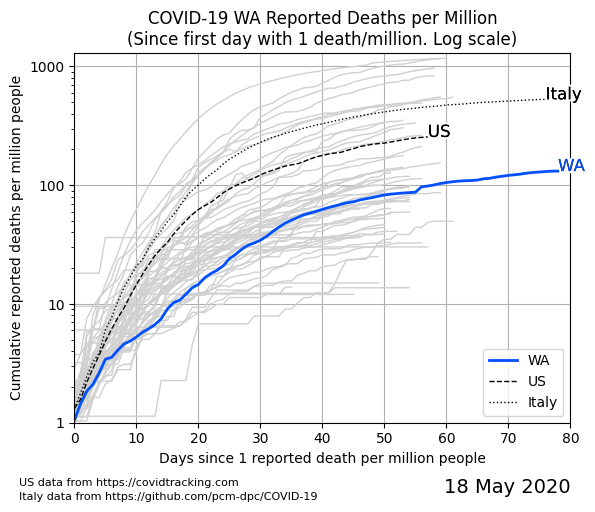 COVID-19 WA Reported Deaths per Million
(Since first day with 1 death/million. Log scale)
Cumulative reported deaths per million people
1000
100
10
1
Italy
US
WA
WA
US
Italy
0 10 20 30 40 50 60 70 80
Days since 1 reported death per million people
US data from https://covidtracking.com
Italy data from https://github.com/pcm-dpc/COVID-19
18 May 2020